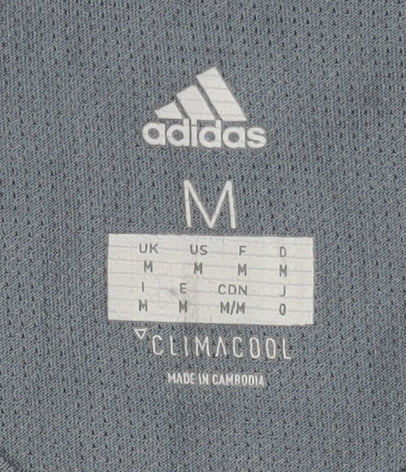 adidas
M
UK US F D
M M M M
I E CDN J
M M M/M O
CLIMACOOL
MADE IN CAMBODIA